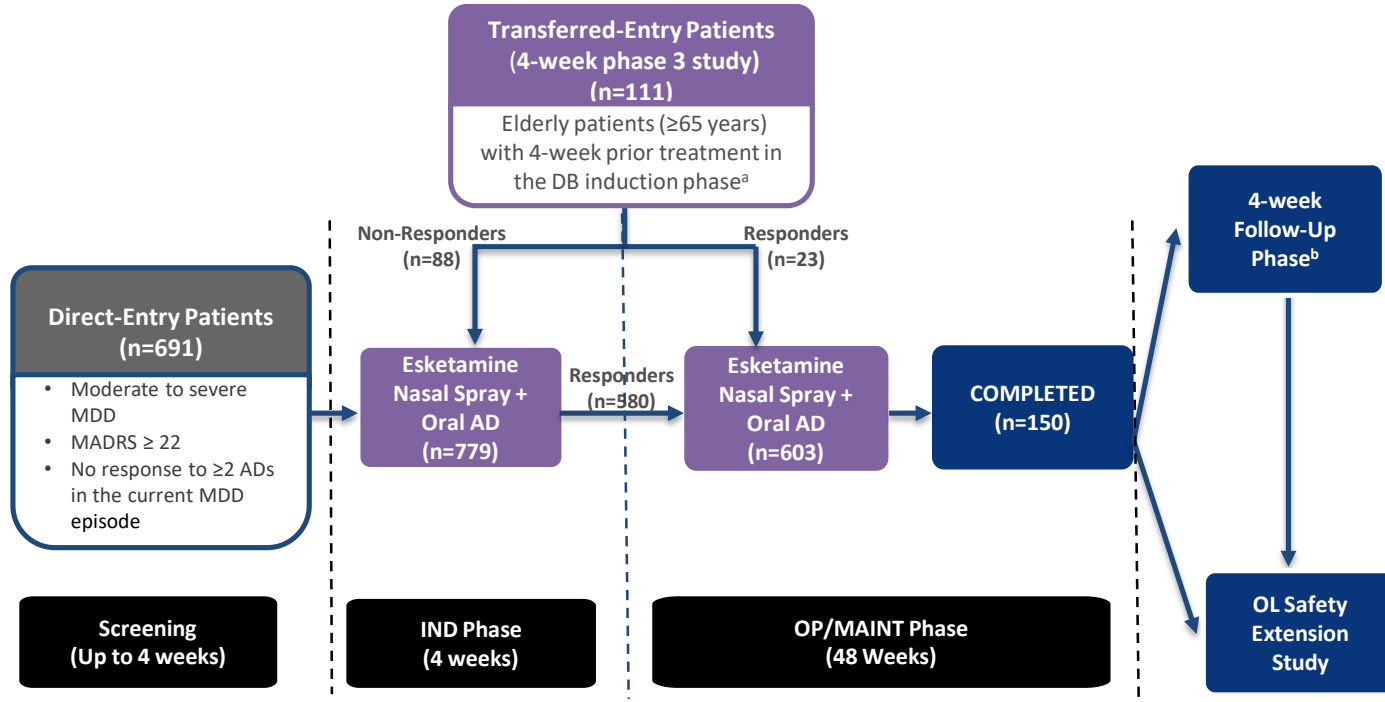 Transferred-Entry Patients
(4-week phase 3 study)
(n=111)
Elderly patients (≥65 years)
with 4-week prior treatment in
the DB induction phaseᵃ
Non-Responders
(n=88)
Responders
(n=23)
Direct-Entry Patients
(n=691)
• Moderate to severe
MDD
• MADRS ≥ 22
• No response to ≥2 ADs
in the current MDD
episode
Esketamine
Nasal Spray +
Oral AD
(n=779)
Responders
(n=580)
Esketamine
Nasal Spray +
Oral AD
(n=603)
COMPLETED
(n=150)
4-week
Follow-Up
Phaseᵇ
OL Safety
Extension
Study
Screening
(Up to 4 weeks)
IND Phase
(4 weeks)
OP/MAINT Phase
(48 Weeks)